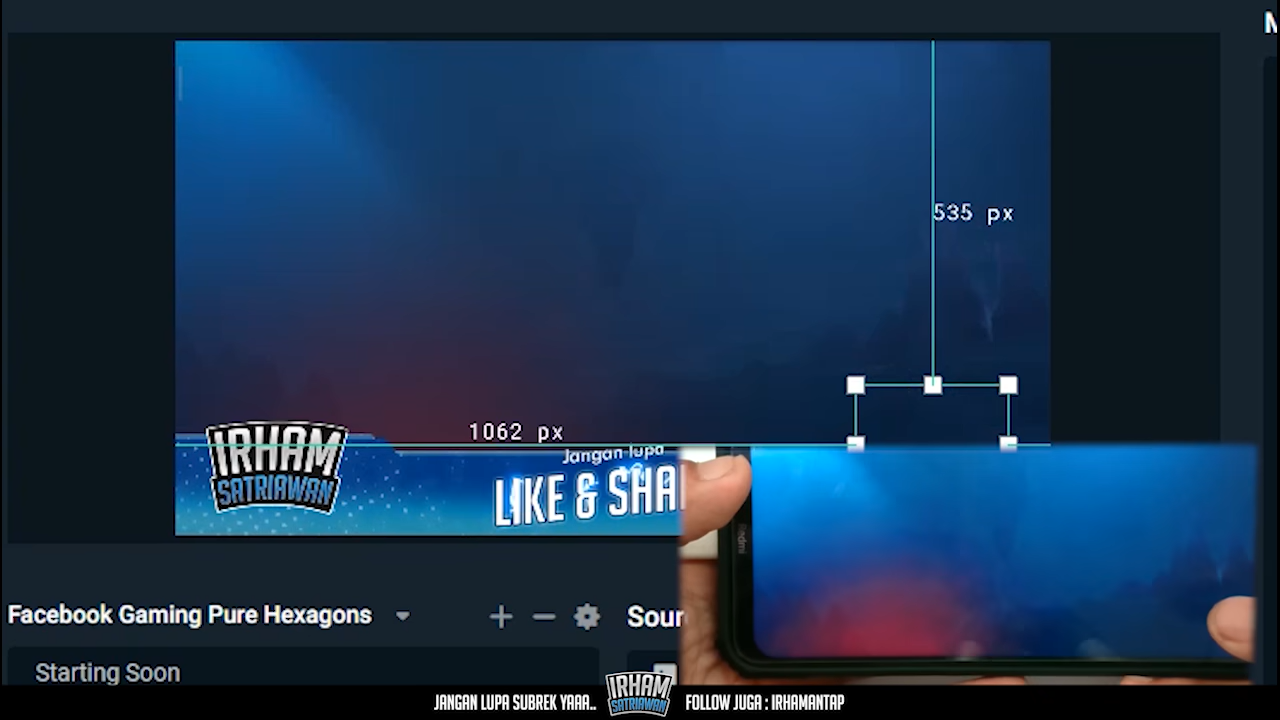 535 px
1062 px
IRHAM
SATRIAWAN
Jangan lupa
LIKE & SHA
Redmi
Facebook Gaming Pure Hexagons
Sour
Starting Soon
JANGAN LUPA SUBREK YAAA..
IRHAM
SATRIAWAN
FOLLOW JUGA : IRHAMANTAP